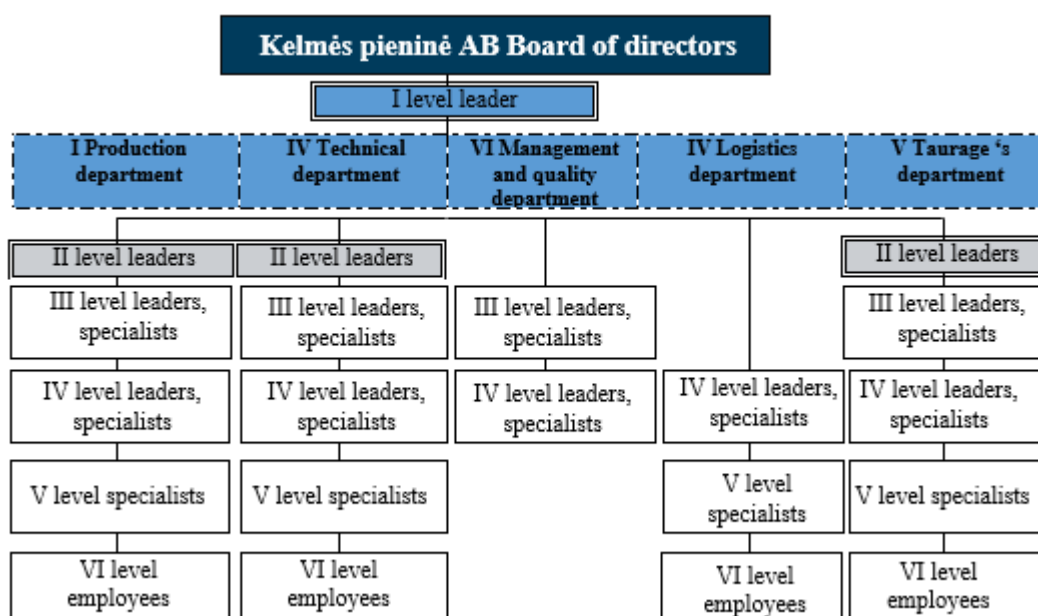 Kelmės pieninė AB Board of directors
I level leader
I Production
department
IV Technical
department
VI Management
and quality
department
IV Logistics
department
V Taurage ‘s
department
II level leaders
II level leaders
II level leaders
III level leaders,
specialists
III level leaders,
specialists
III level leaders,
specialists
III level leaders,
specialists
IV level leaders,
specialists
IV level leaders,
specialists
IV level leaders,
specialists
IV level leaders,
specialists
IV level leaders,
specialists
V level specialists
V level specialists
V level
specialists
V level specialists
VI level
employees
VI level
employees
VI level
employees
VI level
employees